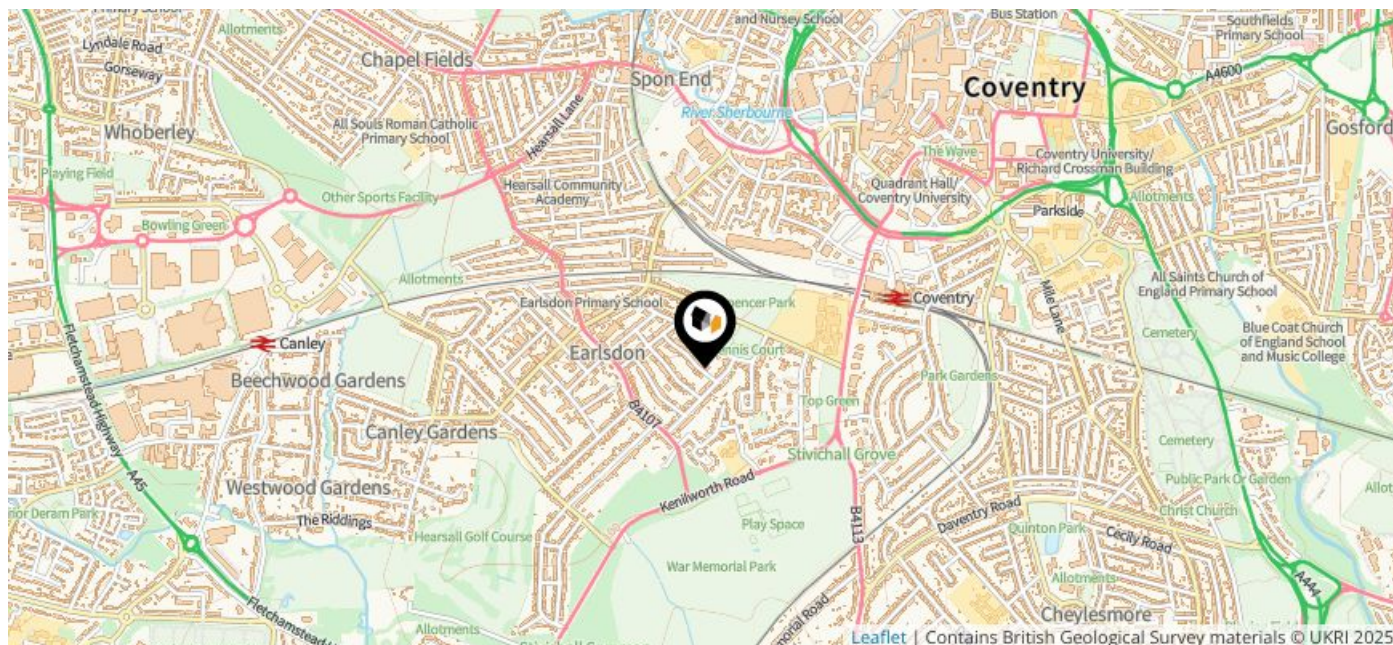 and Nursey School
Bus Station
Southfields
Primary School
Allotments
Lyndale Road
Gorseway
Chapel Fields
Spon End
A4600
Coventry
River Sherbourne
Gosford
Whoberley
All Souls Roman Catholic
Primary School
Hearsall Lane
The Wave
Coventry University/
Richard Crossman Building
Playing Field
Other Sports Facility
Hearsall Community
Academy
Quadrant Hall/
Coventry University
Allotments
Parkside
Bowling Green
Allotments
Mile Lane
All Saints Church of
England Primary School
Earlsdon Primary School
Spencer Park
Coventry
Cemetery
Blue Coat Church
of England School
and Music College
Canley
Earlsdon
Tennis Court
Fletchamstead Highway
Beechwood Gardens
Park Gardens
B4107
Top Green
Canley Gardens
Cemetery
Stivichall Grove
A45
Westwood Gardens
Kenilworth Road
Public Park Or Garden
nor Deram Park
The Riddings
Play Space
B4113
Daventry Road
Quinton Park
Christ Church
Cecily Road
Hearsall Golf Course
War Memorial Park
Allotments
A444
Cheylesmore
Allotments
Leaflet | Contains British Geological Survey materials © UKRI 2025